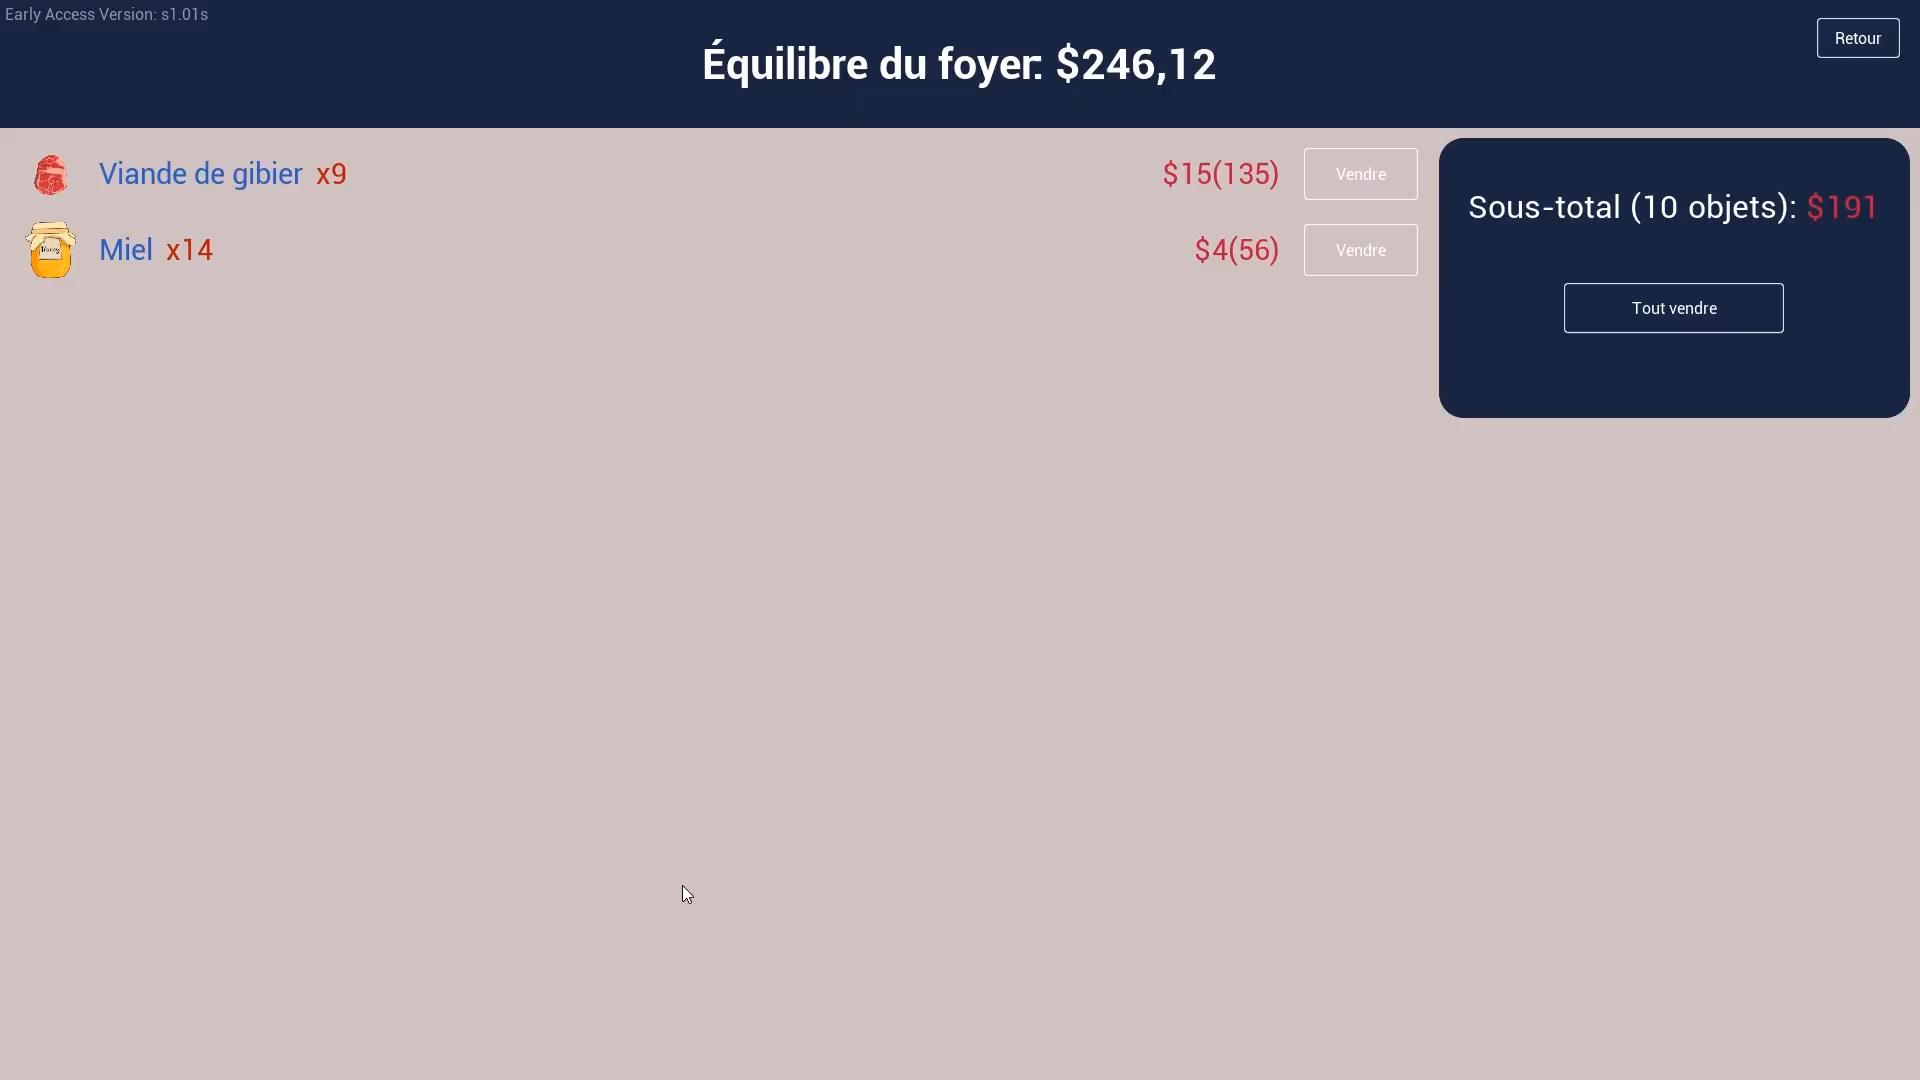 Early Access Version: s1.01s
Équilibre du foyer: $246,12
Retour
Viande de gibier x9
$15(135)
Vendre
Miel x14
$4(56)
Vendre
Sous-total (10 objets): $191
Tout vendre
Honey